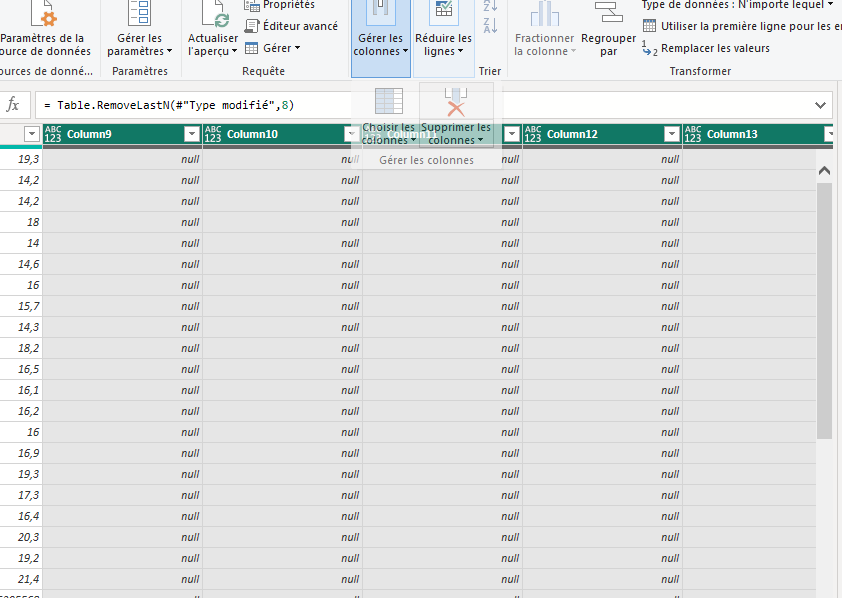 Paramètres de la
ource de données
ources de donné...
Gérer les
paramètres
Paramètres
Actualiser
l'aperçu
Propriétés
Éditeur avancé
Gérer
Requête
Gérer les
colonnes
Réduire les
lignes
Trier
Fractionner
la colonne
Regrouper
par
Type de données : N'importe lequel
Utiliser la première ligne pour les e
Remplacer les valeurs
Transformer
fx
= Table.RemoveLastN(#"Type modifié",8)
Choisir les
colonnes
Supprimer les
colonnes
Gérer les colonnes
ABC 123 Column9 ABC 123 Column10 ABC 123 Column12 ABC 123 Column13
19,3 null null null null
14,2 null null null null
14,2 null null null null
18 null null null null
14 null null null null
14,6 null null null null
16 null null null null
15,7 null null null null
14,3 null null null null
18,2 null null null null
16,5 null null null null
16,1 null null null null
16,2 null null null null
16 null null null null
16,9 null null null null
19,3 null null null null
17,3 null null null null
16,4 null null null null
20,3 null null null null
19,2 null null null null
21,4 null null null null